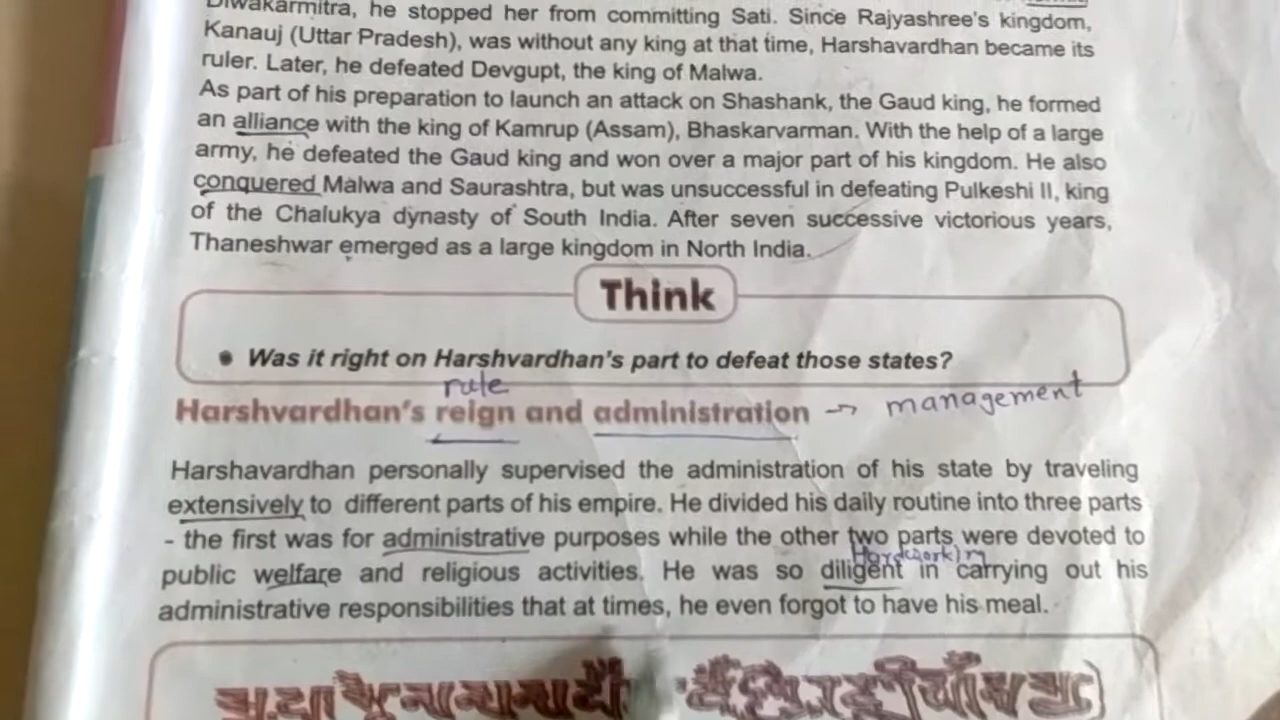 Diwakarmitra, he stopped her from committing Sati. Since Rajyashree's kingdom,
Kanauj (Uttar Pradesh), was without any king at that time, Harshavardhan became its
ruler. Later, he defeated Devgupt, the king of Malwa.
As part of his preparation to launch an attack on Shashank, the Gaud king, he formed
an alliance with the king of Kamrup (Assam), Bhaskarvarman. With the help of a large
army, he defeated the Gaud king and won over a major part of his kingdom. He also
conquered Malwa and Saurashtra, but was unsuccessful in defeating Pulkeshi II, king
of the Chalukya dynasty of South India. After seven successive victorious years,
Thaneshwar emerged as a large kingdom in North India.
Think
• Was it right on Harshvardhan's part to defeat those states?
rule
Harshvardhan's reign and administration → management
Harshavardhan personally supervised the administration of his state by traveling
extensively to different parts of his empire. He divided his daily routine into three parts
- the first was for administrative purposes while the other two parts were devoted to
public welfare and religious activities. He was so diligent in carrying out his
administrative responsibilities that at times, he even forgot to have his meal.